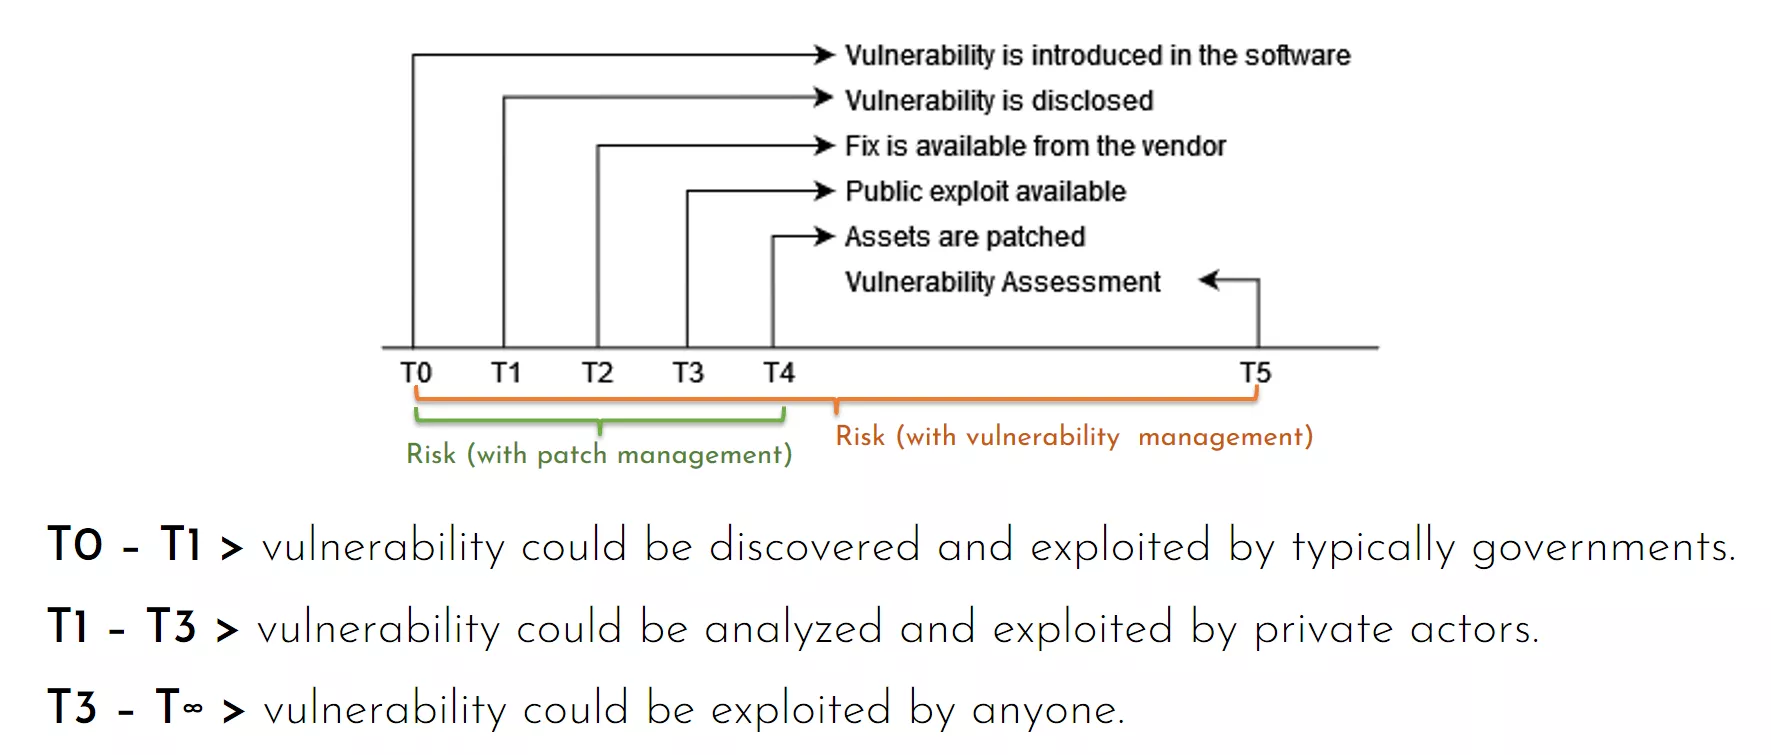 Vulnerability is introduced in the software
Vulnerability is disclosed
Fix is available from the vendor
Public exploit available
Assets are patched
Vulnerability Assessment
T0 T1 T2 T3 T4 T5
Risk (with vulnerability management)
Risk (with patch management)
T0 - T1 > vulnerability could be discovered and exploited by typically governments.
T1 - T3 > vulnerability could be analyzed and exploited by private actors.
T3 - T∞ > vulnerability could be exploited by anyone.